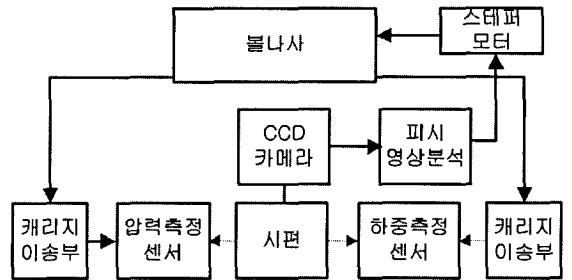 볼나사
스테퍼
모터
CCD
카메라
피시
영상분석
캐리지
이송부
압력측정
센서
시편
하중측정
센서
캐리지
이송부